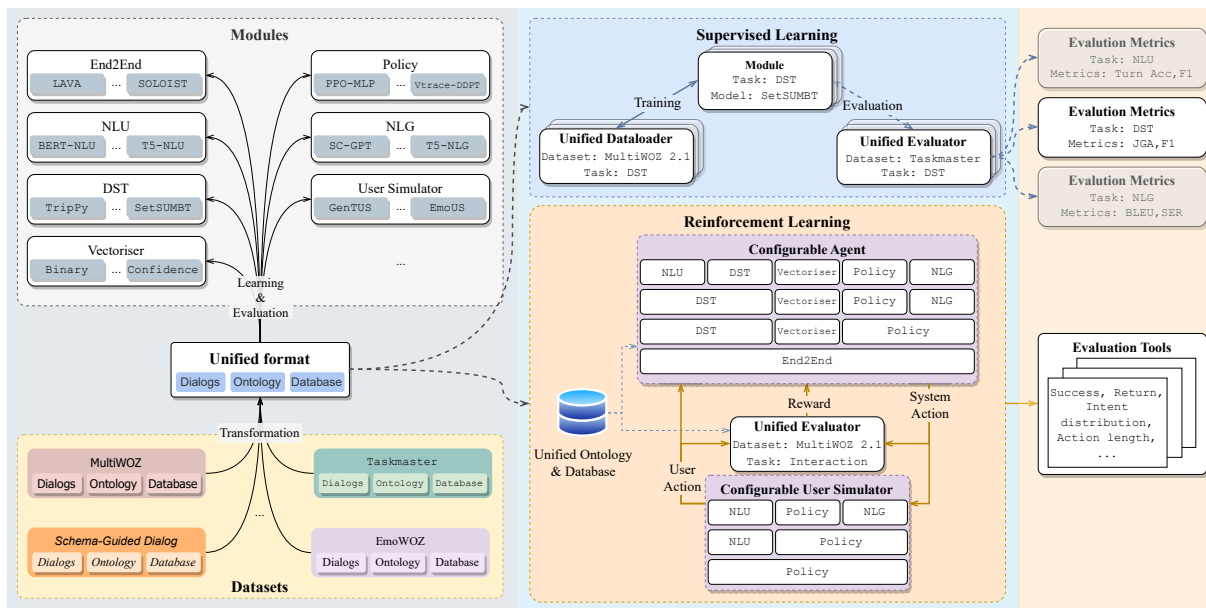 Modules
End2End
LAVA ... SOLOIST
Policy
PPO-MLP ... Vtrace-DDPT
NLU
BERT-NLU ... T5-NLU
NLG
SC-GPT ... T5-NLG
DST
TripPy ... SetSUMBT
User Simulator
GenTUS ... EmoUS
Vectoriser
Binary ... Confidence
...
Learning
&
Evaluation
Unified format
Dialogs Ontology Database
Transformation
MultiWOZ
Dialogs Ontology Database
Taskmaster
Dialogs Ontology Database
...
Schema-Guided Dialog
Dialogs Ontology Database
EmoWOZ
Dialogs Ontology Database
Datasets
Supervised Learning
Module
Task: DST
Model: SetSUMBT
Training
Evaluation
Unified Dataloader
Dataset: MultiWOZ 2.1
Task: DST
Unified Evaluator
Dataset: Taskmaster
Task: DST
Reinforcement Learning
Configurable Agent
NLU DST Vectoriser Policy NLG
DST Vectoriser Policy NLG
DST Vectoriser Policy
End2End
Unified Ontology
& Database
Reward
System
Action
Unified Evaluator
Dataset: MultiWOZ 2.1
Task: Interaction
User
Action
Configurable User Simulator
NLU Policy NLG
NLU Policy
Policy
Evalution Metrics
Task: NLU
Metrics: Turn Acc,F1
Evalution Metrics
Task: DST
Metrics: JGA,F1
Evalution Metrics
Task: NLG
Metrics: BLEU,SER
Evaluation Tools
Success, Return,
Intent
distribution,
Action length,
...